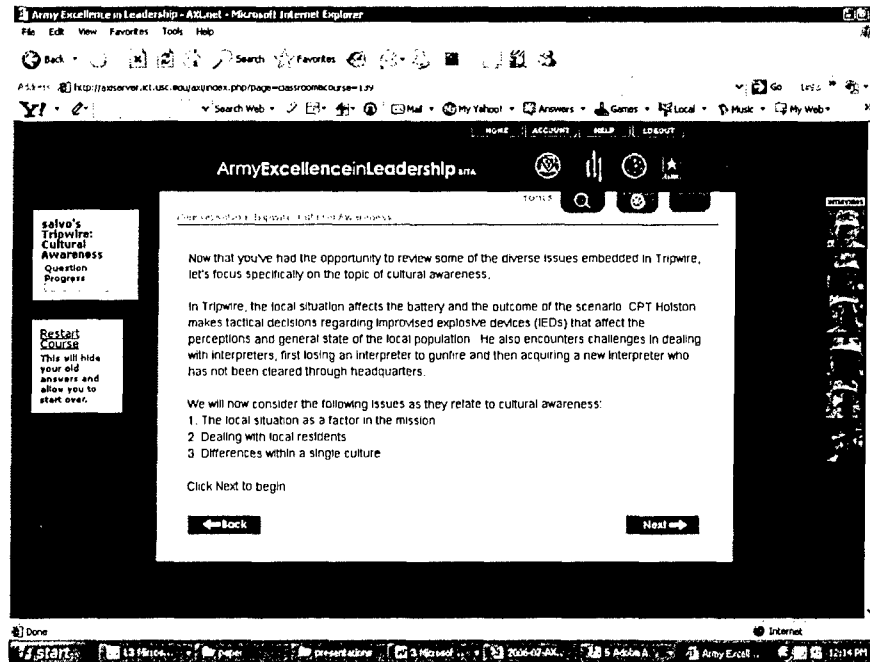 Army Excellence in Leadership - AXLnet - Microsoft Internet Explorer
File Edit View Favorites Tools Help
Back Search Favorites
Address
Go Links
Y! Search Web Mail My Yahoo! Answers Games Local Music My Web
HOME ACCOUNT HELP LOGOUT
ArmyExcellenceinLeadership BETA
TOPICS
salvo's
Tripwire:
Cultural
Awareness
Question
Progress
Restart
Course
This will hide
your old
answers and
allow you to
start over.
Now that you've had the opportunity to review some of the diverse issues embedded in Tripwire,
let's focus specifically on the topic of cultural awareness.
In Tripwire, the local situation affects the battery and the outcome of the scenario. CPT Holston
makes tactical decisions regarding improvised explosive devices (IEDs) that affect the
perceptions and general state of the local population. He also encounters challenges in dealing
with interpreters, first losing an interpreter to gunfire and then acquiring a new interpreter who
has not been cleared through headquarters.
We will now consider the following issues as they relate to cultural awareness:
1. The local situation as a factor in the mission
2 Dealing with local residents
3 Differences within a single culture
Click Next to begin
Back
Next
Done
Internet
start
paper
presentations
Army Excell...
12:14 PM